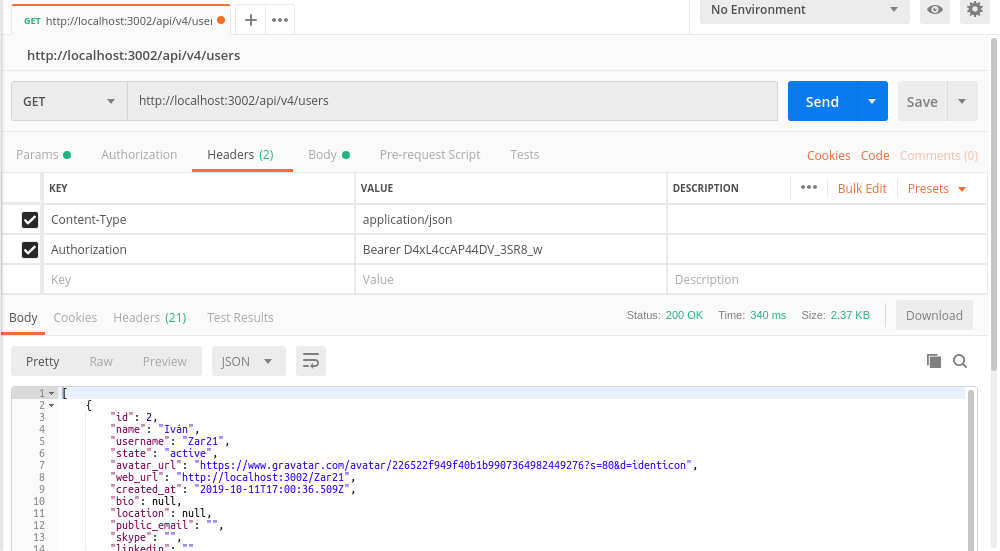 GET http://localhost:3002/api/v4/use + ••• No Environment
http://localhost:3002/api/v4/users
GET http://localhost:3002/api/v4/users Send Save
Params Authorization Headers (2) Body Pre-request Script Tests Cookies Code Comments (0)
KEY VALUE DESCRIPTION ••• Bulk Edit Presets
Content-Type application/json
Authorization Bearer D4xL4ccAP44DV_3SR8_w
Key Value Description
Body Cookies Headers (21) Test Results Status: 200 OK Time: 340 ms Size: 2.37 KB Download
Pretty Raw Preview JSON
1 [
2 {
3 "id": 2,
4 "name": "Iván",
5 "username": "Zar21",
6 "state": "active",
7 "avatar_url": "https://www.gravatar.com/avatar/226522f949f40b1b9907364982449276?s=80&d=identicon",
8 "web_url": "http://localhost:3002/Zar21",
9 "created_at": "2019-10-11T17:00:36.509Z",
10 "bio": null,
11 "location": null,
12 "public_email": "",
13 "skype": "",
14 "linkedin": ""